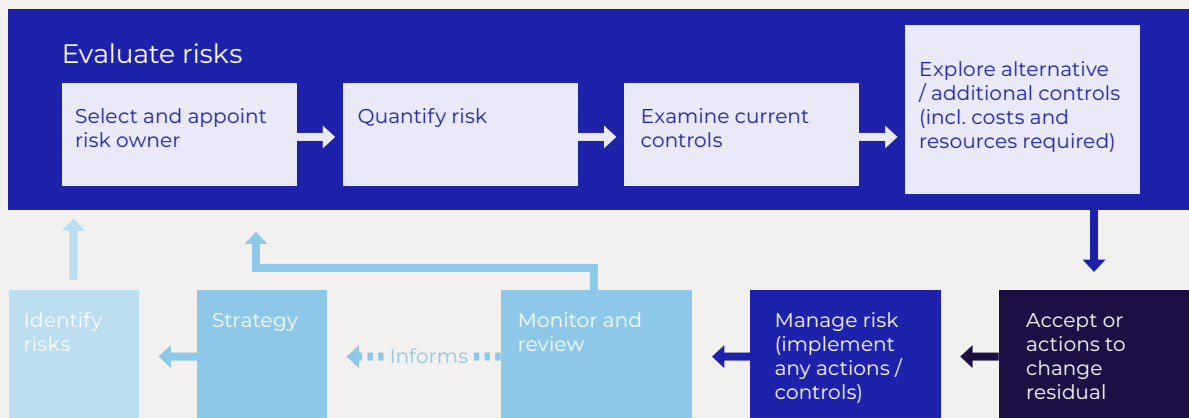 Evaluate risks
Select and appoint
risk owner
Quantify risk
Examine current
controls
Explore alternative
/ additional controls
(incl. costs and
resources required)
Identify
risks
Strategy
Informs
Monitor and
review
Manage risk
(implement
any actions /
controls)
Accept or
actions to
change
residual